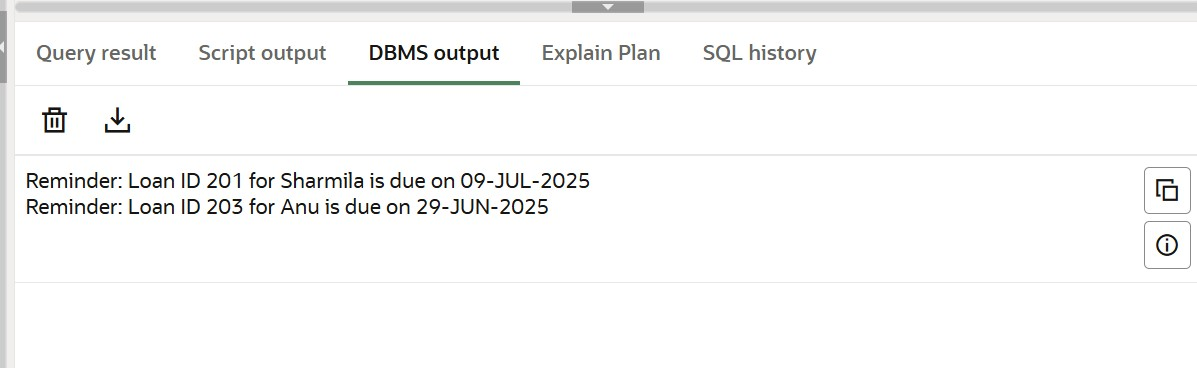 Query result Script output DBMS output Explain Plan SQL history
Reminder: Loan ID 201 for Sharmila is due on 09-JUL-2025
Reminder: Loan ID 203 for Anu is due on 29-JUN-2025